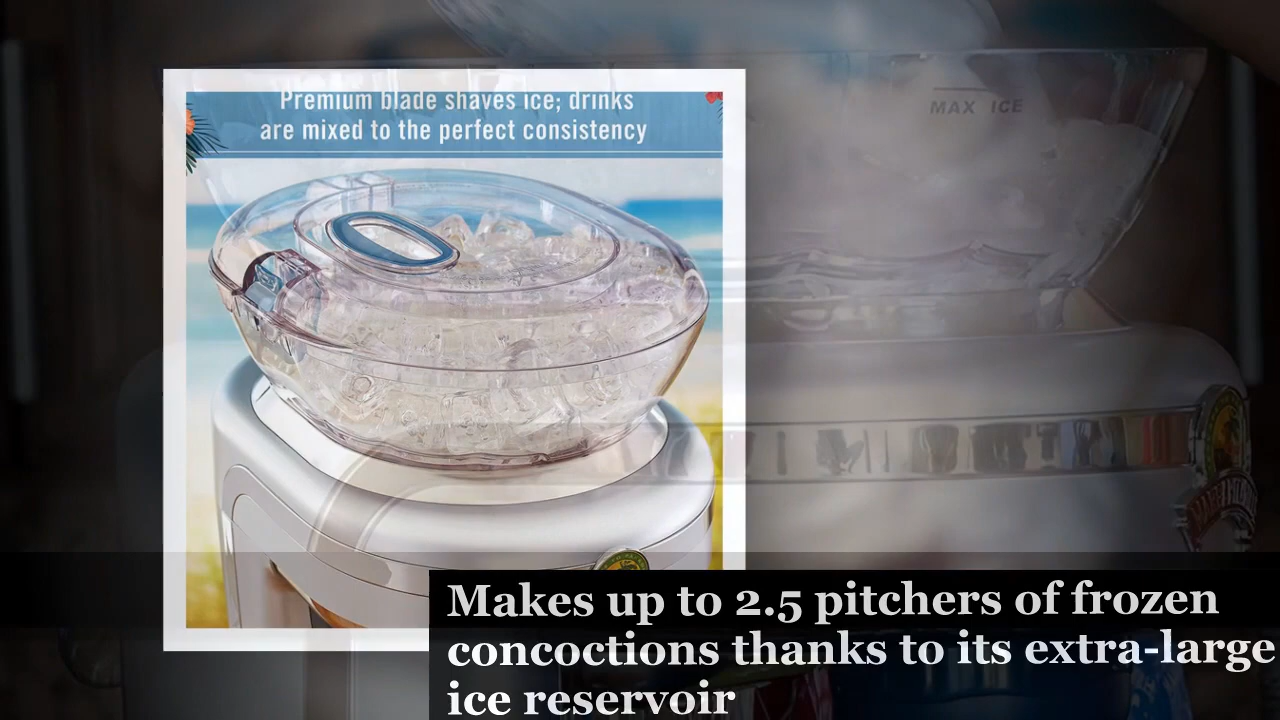 Premium blade shaves ice; drinks
are mixed to the perfect consistency
MAX ICE
Makes up to 2.5 pitchers of frozen
concoctions thanks to its extra-large
ice reservoir